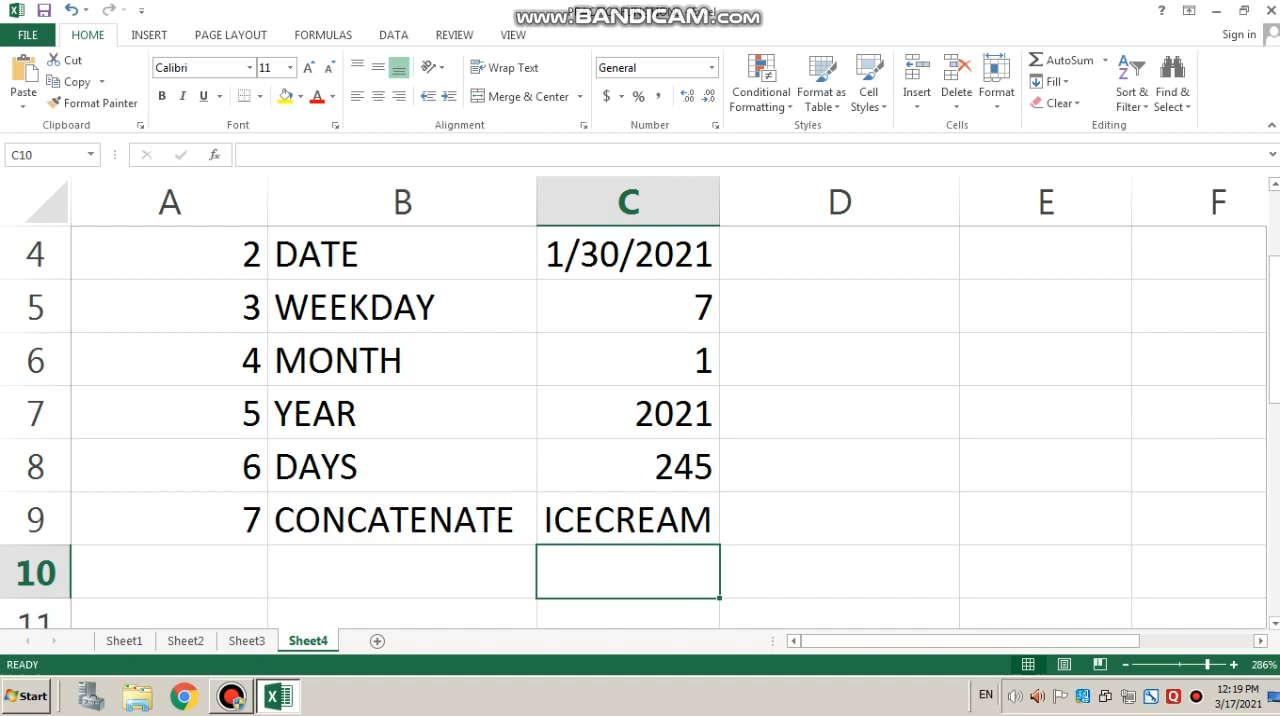 www.BANDICAM.com
Sign in
FILE HOME INSERT PAGE LAYOUT FORMULAS DATA REVIEW VIEW
Paste
Cut
Copy
Format Painter
Clipboard
Calibri 11
B I U
Font
Wrap Text
Merge & Center
Alignment
General
$ % ,
Number
Conditional Formatting
Format as Table
Cell Styles
Styles
Insert
Delete
Format
Cells
AutoSum
Fill
Clear
Sort & Filter
Find & Select
Editing
C10 fx
A B C D E F
4 2 DATE 1/30/2021
5 3 WEEKDAY 7
6 4 MONTH 1
7 5 YEAR 2021
8 6 DAYS 245
9 7 CONCATENATE ICECREAM
10
11
Sheet1 Sheet2 Sheet3 Sheet4
READY 286%
Start EN 12:19 PM
3/17/2021